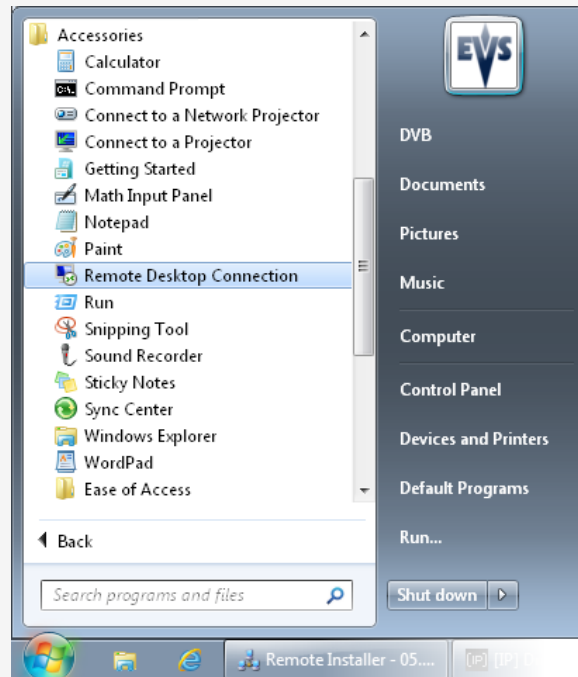 Accessories
Calculator
Command Prompt
Connect to a Network Projector
Connect to a Projector
Getting Started
Math Input Panel
Notepad
Paint
Remote Desktop Connection
Run
Snipping Tool
Sound Recorder
Sticky Notes
Sync Center
Windows Explorer
WordPad
Ease of Access
Back
Search programs and files
EVS
DVB
Documents
Pictures
Music
Computer
Control Panel
Devices and Printers
Default Programs
Run...
Shut down
Remote Installer - 05....
[IP]